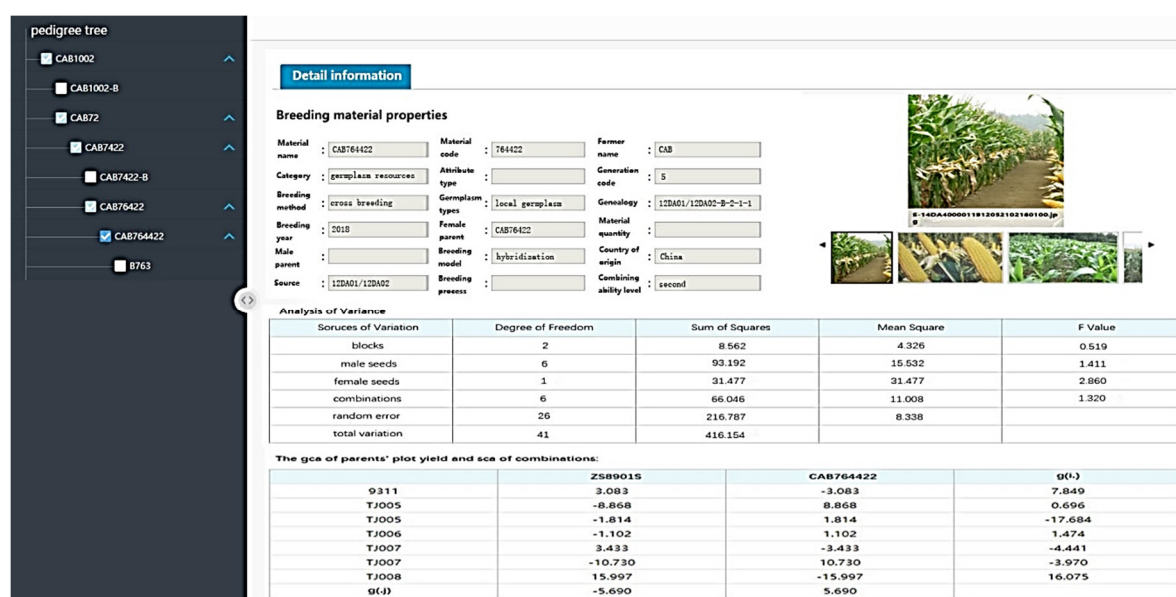 pedigree tree
CAB1002
CAB1002-B
CAB72
CAB7422
CAB7422-B
CAB76422
CAB764422
B763
Detail information
Breeding material properties
Material name : CAB764422 Material code : 764422 Farmer name : CAB
Category : germplasm resources Attribute type : Generation code : 5
Breeding method : cross breeding Germplasm types : local germplasm Genealogy : 12DA01/12DA02-B-2-1-1
Breeding year : 2018 Female parent : CAB76422 Material quantity :
Male parent : Breeding model : hybridization Country of origin : China
Source : 12DA01/12DA02 Breeding process : Combining ability level : second
Analysis of Variance
Soruces of Variation Degree of Freedom Sum of Squares Mean Square F Value
blocks 2 8.562 4.326 0.519
male seeds 6 93.192 15.532 1.411
female seeds 1 31.477 31.477 2.860
combinations 6 66.046 11.008 1.320
random error 26 216.787 8.338
total variation 41 416.154
The gca of parents' plot yield and sca of combinations:
ZS8901S CAB764422 g(i.)
9311 3.083 -3.083 7.849
TJ005 -8.868 8.868 0.696
TJ005 -1.814 1.814 -17.684
TJ006 -1.102 1.102 1.474
TJ007 3.433 -3.433 -4.441
TJ007 -10.730 10.730 -3.970
TJ008 15.997 -15.997 16.075
g(.j) -5.690 5.690